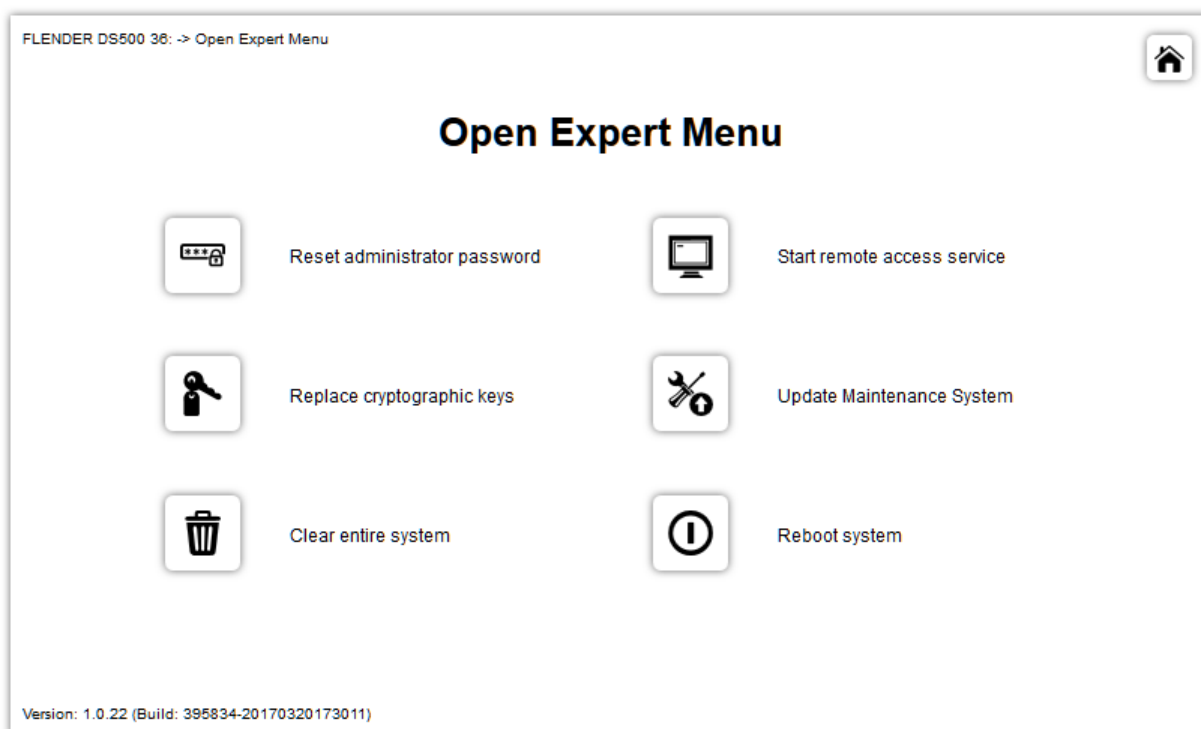 FLENDER DS500 36: -> Open Expert Menu
Open Expert Menu
***
Reset administrator password
Start remote access service
Replace cryptographic keys
Update Maintenance System
Clear entire system
Reboot system
Version: 1.0.22 (Build: 395834-20170320173011)